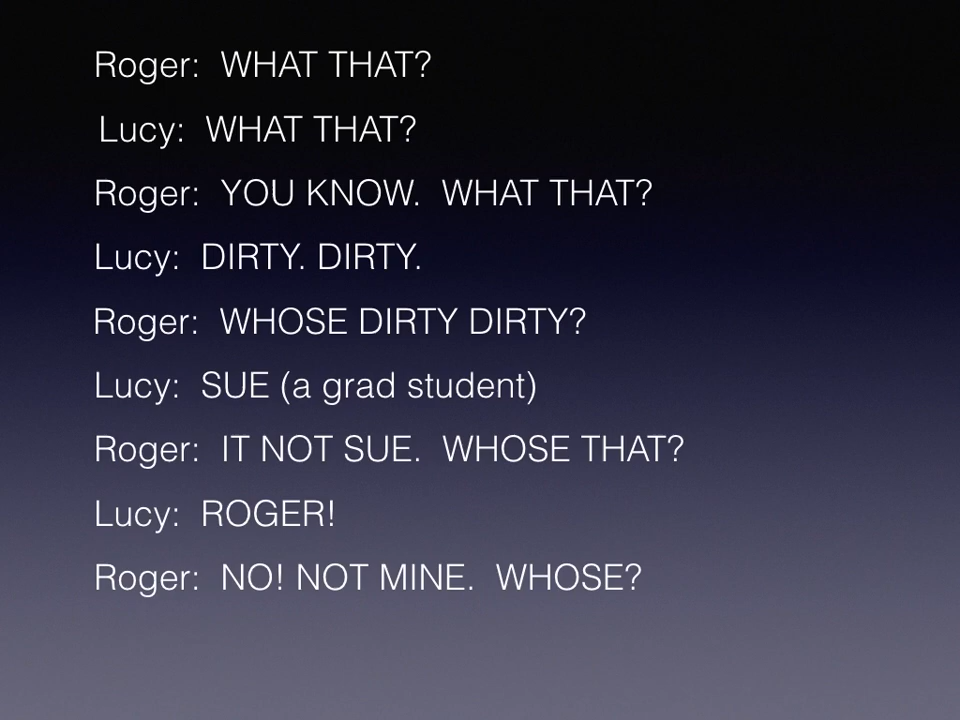 Roger: WHAT THAT?
Lucy: WHAT THAT?
Roger: YOU KNOW. WHAT THAT?
Lucy: DIRTY. DIRTY.
Roger: WHOSE DIRTY DIRTY?
Lucy: SUE (a grad student)
Roger: IT NOT SUE. WHOSE THAT?
Lucy: ROGER!
Roger: NO! NOT MINE. WHOSE?